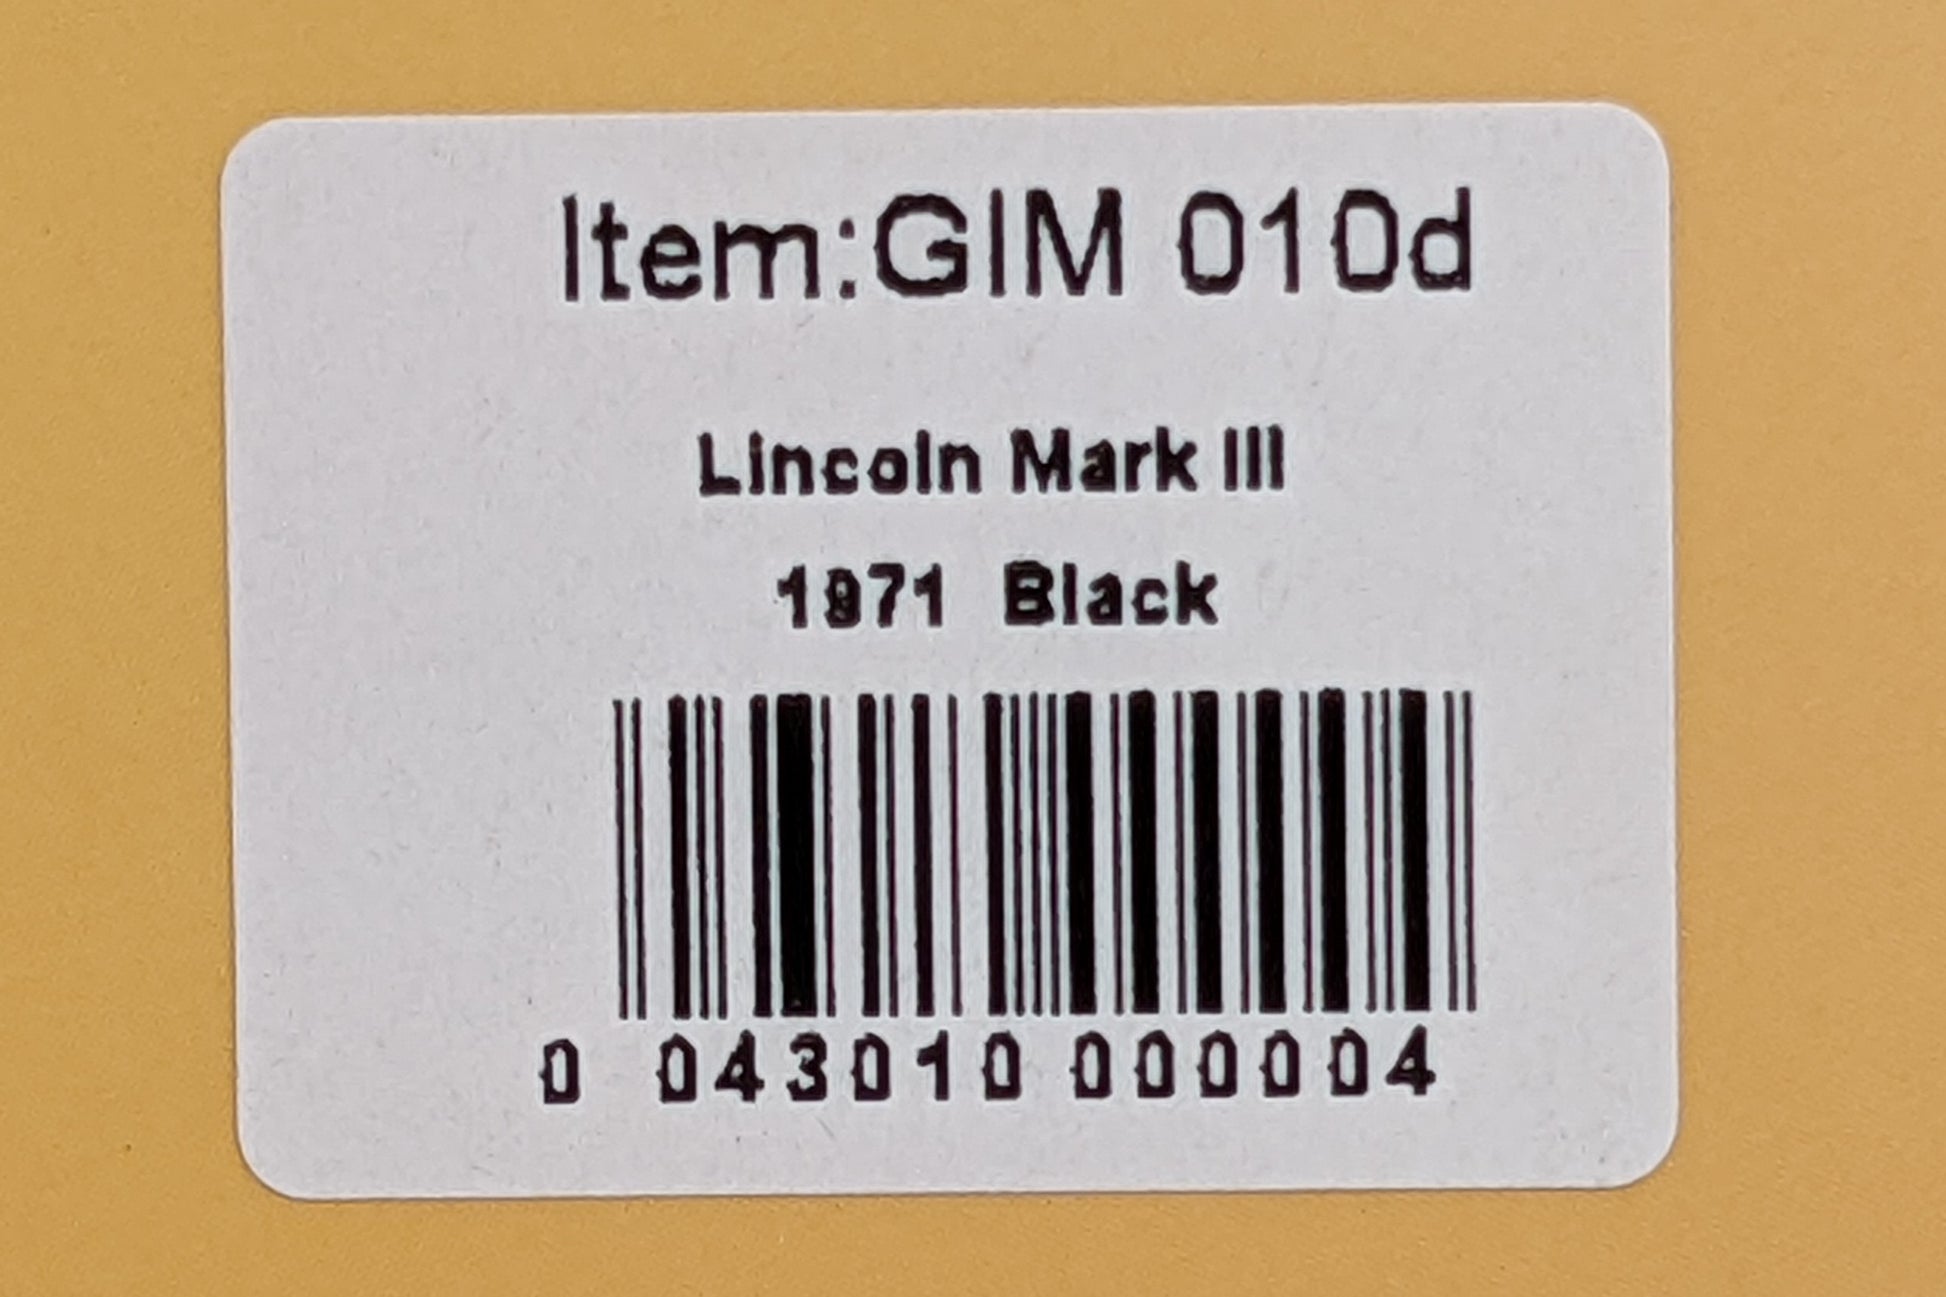 Item:GIM 010d
Lincoln Mark III
1971 Black
0 043010 000004